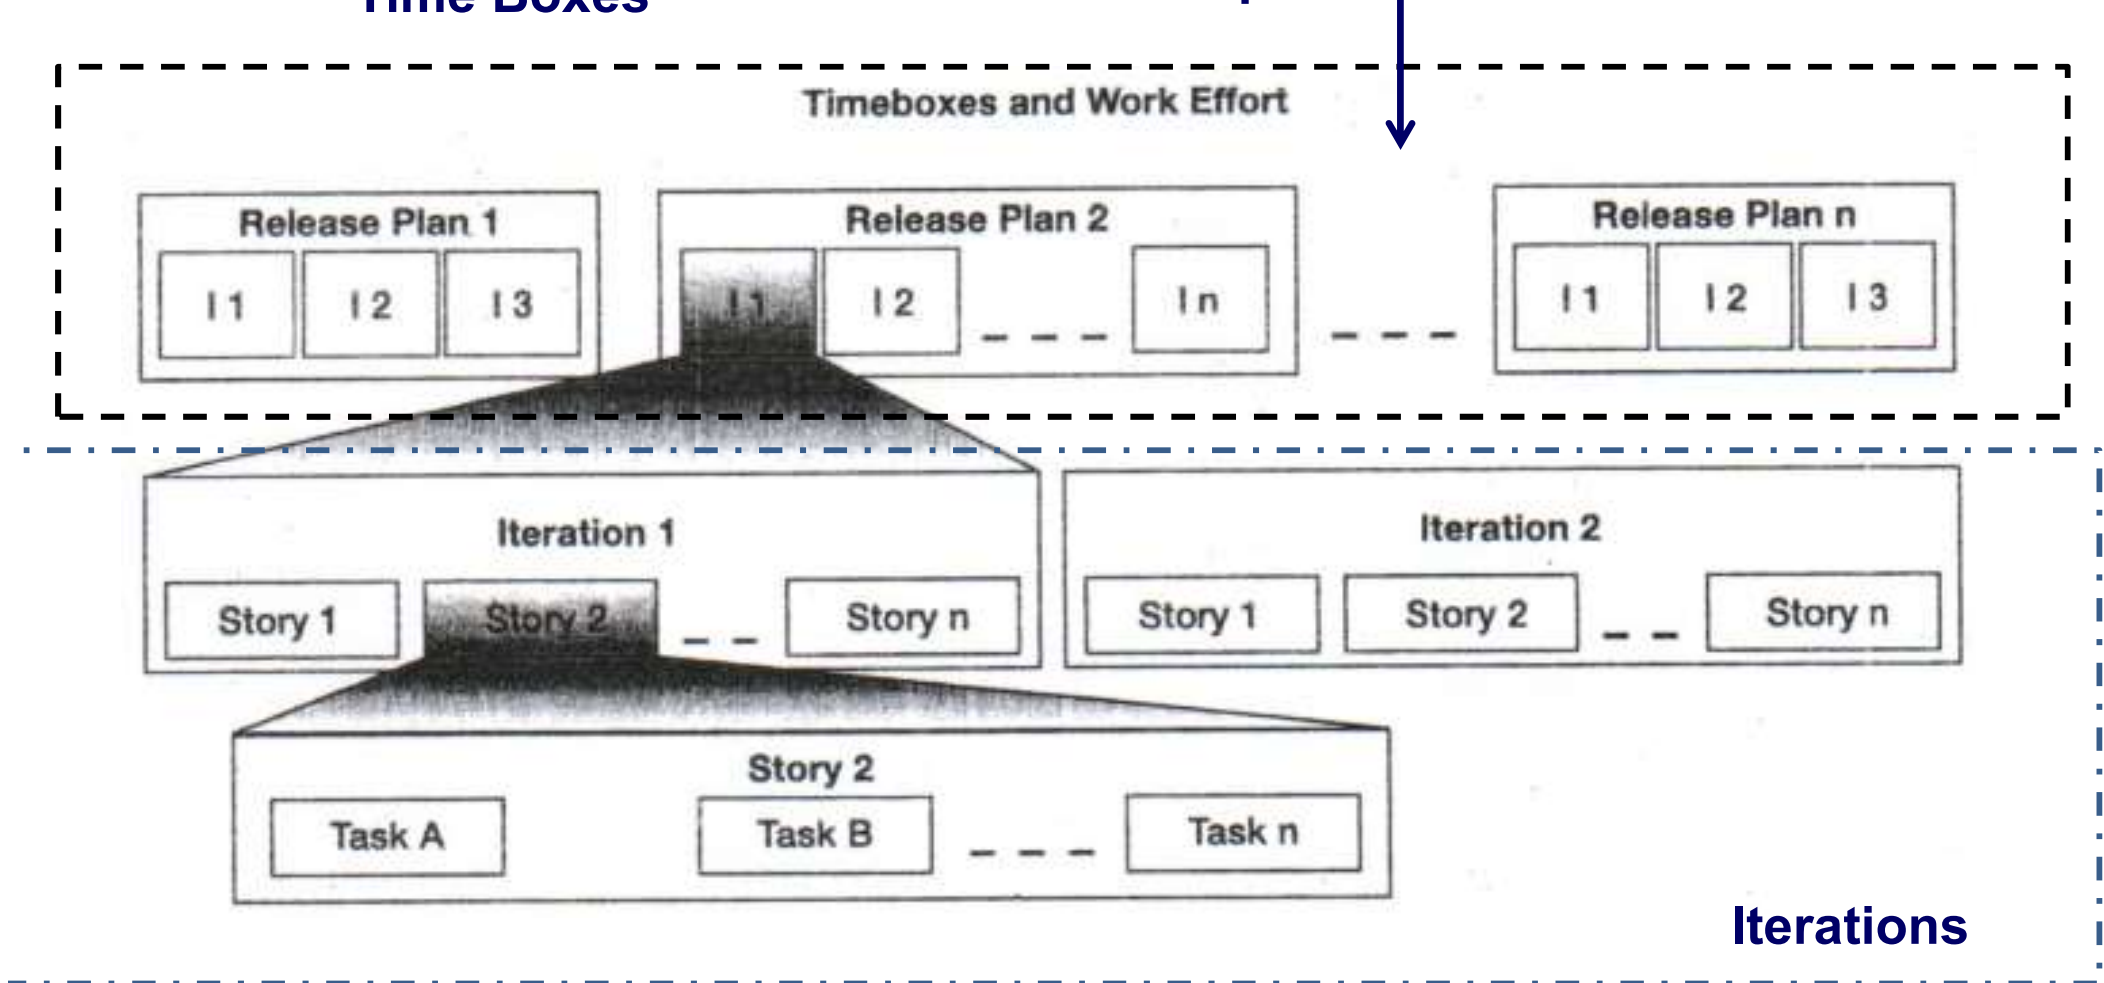 Time Boxes
Timeboxes and Work Effort
Release Plan 1
I 1 I 2 I 3
Release Plan 2
I 1 I 2 I n
Release Plan n
I 1 I 2 I 3
Iteration 1
Story 1 Story 2 Story n
Iteration 2
Story 1 Story 2 Story n
Story 2
Task A Task B Task n
Iterations